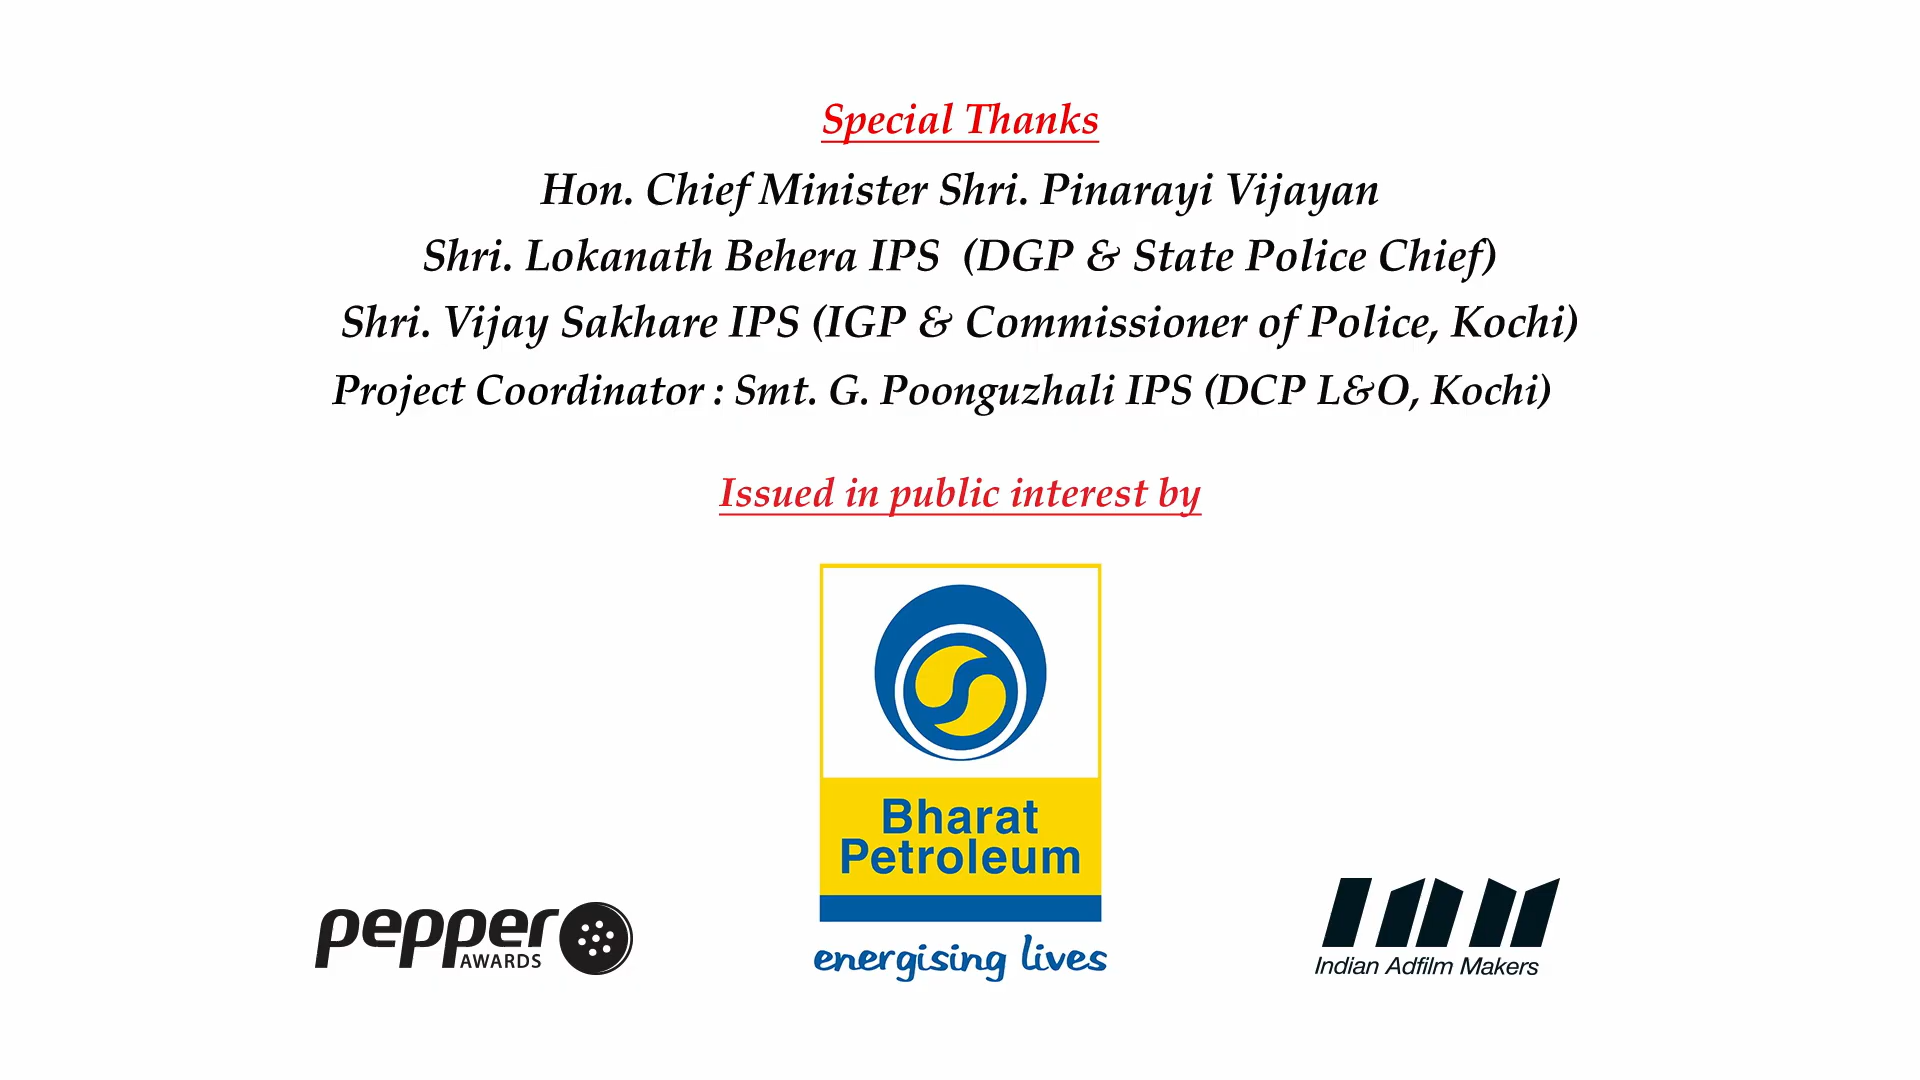 Special Thanks
Hon. Chief Minister Shri. Pinarayi Vijayan
Shri. Lokanath Behera IPS (DGP & State Police Chief)
Shri. Vijay Sakhare IPS (IGP & Commissioner of Police, Kochi)
Project Coordinator : Smt. G. Poonguzhali IPS (DCP L&O, Kochi)
Issued in public interest by
Bharat
Petroleum
energising lives
pepper
AWARDS
IAM
Indian Adfilm Makers